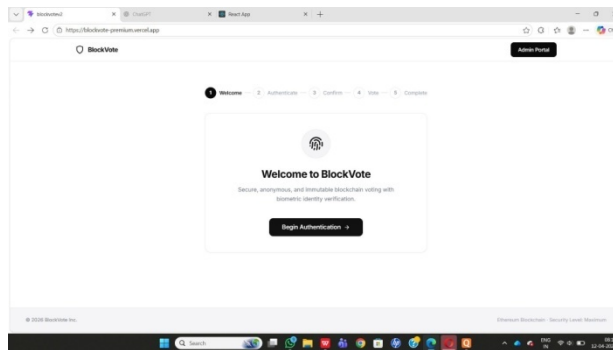 blockvotev2
ChatGPT
React App
https://blockvote-premium.vercel.app
BlockVote
Admin Portal
1 Welcome 2 Authenticate 3 Confirm 4 Vote 5 Complete
Welcome to BlockVote
Secure, anonymous, and immutable blockchain voting with
biometric identity verification.
Begin Authentication →
© 2026 BlockVote Inc.
Ethereum Blockchain · Security Level: Maximum
Search
ENG
IN